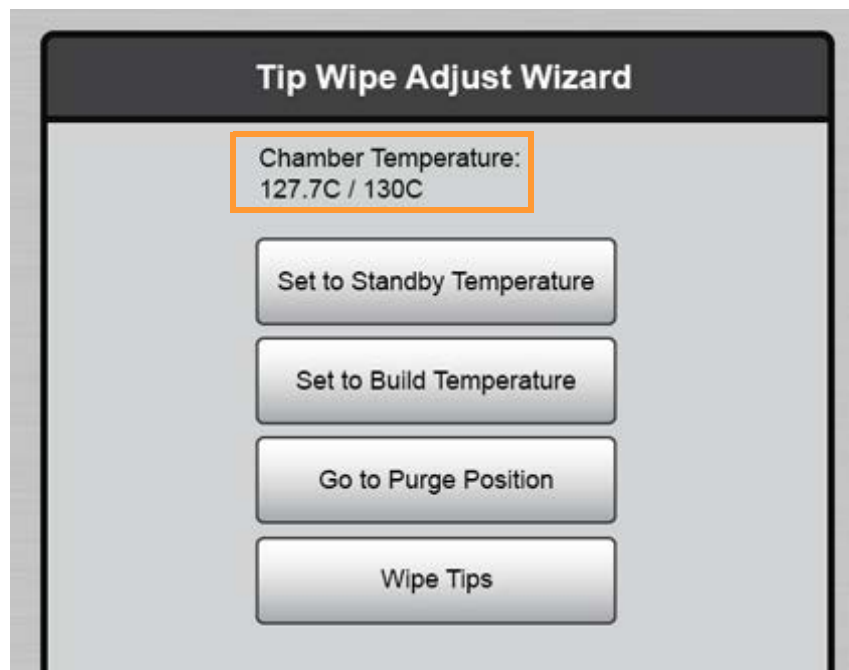 Tip Wipe Adjust Wizard
Chamber Temperature:
127.7C / 130C
Set to Standby Temperature
Set to Build Temperature
Go to Purge Position
Wipe Tips